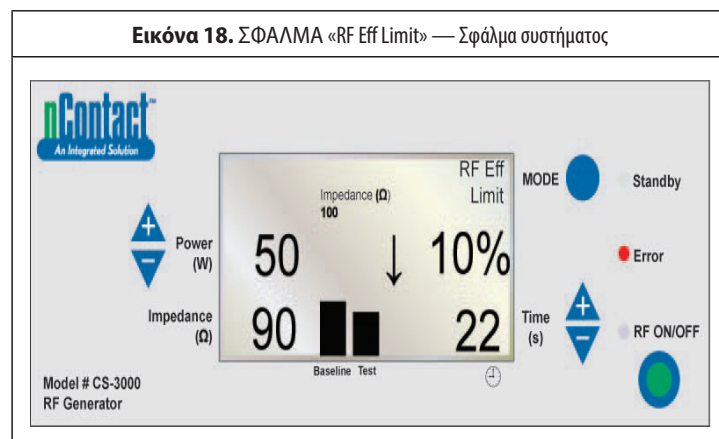 Εικόνα 18. ΣΦΑΛΜΑ «RF Eff Limit» — Σφάλμα συστήματος
nContact™
An Integrated Solution
RF Eff
Limit
Impedance (Ω)
100
MODE
Standby
Power
(W)
50
↓
10%
Error
Impedance
(Ω)
90
22
Time
(s)
RF ON/OFF
Baseline Test
Model # CS-3000
RF Generator